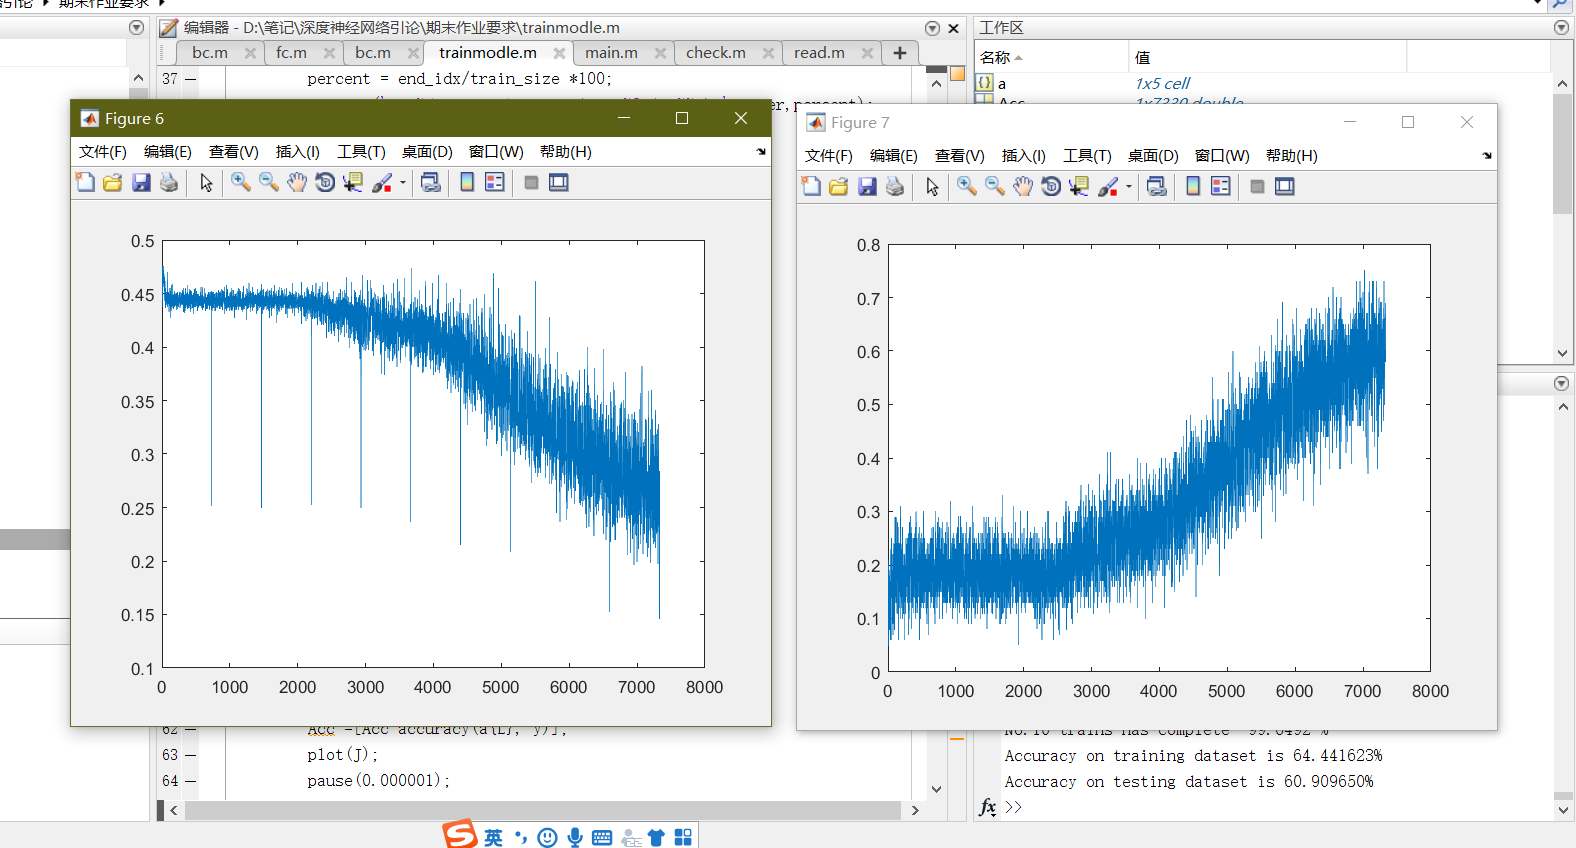 引论 ▸ 期末作业要求 ▸
编辑器 - D:\笔记\深度神经网络引论\期末作业要求\trainmodle.m
工作区
bc.m fc.m bc.m trainmodle.m main.m check.m read.m
名称 值
37 percent = end_idx/train_size *100;
a 1x5 cell
Acc 1x7330 double
er,percent);
Figure 6
文件(F) 编辑(E) 查看(V) 插入(I) 工具(T) 桌面(D) 窗口(W) 帮助(H)
0.5
0.45
0.4
0.35
0.3
0.25
0.2
0.15
0.1
0 1000 2000 3000 4000 5000 6000 7000 8000
Figure 7
文件(F) 编辑(E) 查看(V) 插入(I) 工具(T) 桌面(D) 窗口(W) 帮助(H)
0.8
0.7
0.6
0.5
0.4
0.3
0.2
0.1
0
0 1000 2000 3000 4000 5000 6000 7000 8000
62 Acc =[Acc accuracy(a{L}, y)];
63 plot(J);
64 pause(0.000001);
No.10 trains has complete 99.6492 %
Accuracy on training dataset is 64.441623%
Accuracy on testing dataset is 60.909650%
fx >>
英